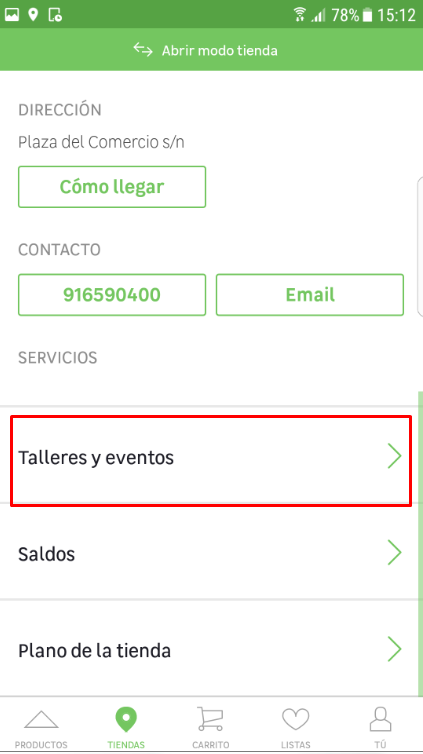 78% 15:12
Abrir modo tienda
DIRECCIÓN
Plaza del Comercio s/n
Cómo llegar
CONTACTO
916590400 Email
SERVICIOS
Talleres y eventos
Saldos
Plano de la tienda
PRODUCTOS TIENDAS CARRITO LISTAS TÚ